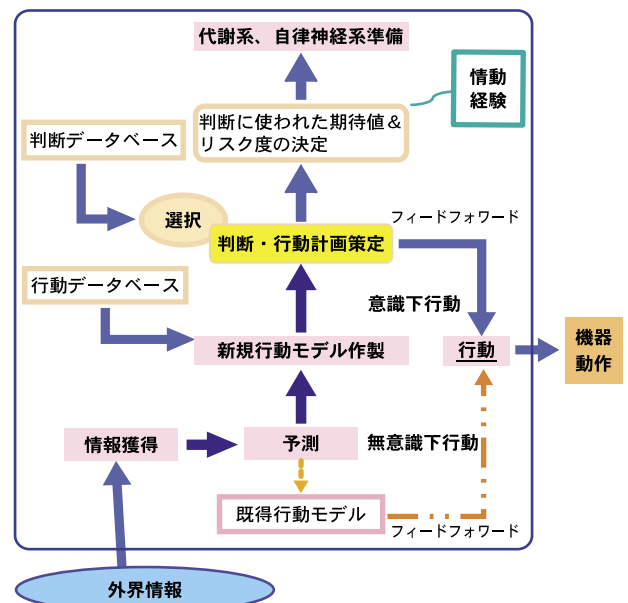 代謝系、自律神経系準備
情動
経験
判断に使われた期待値＆
リスク度の決定
判断データベース
選択
フィードフォワード
判断・行動計画策定
行動データベース
意識下行動
機器
動作
新規行動モデル作製
行動
情報獲得
予測
無意識下行動
既得行動モデル
フィードフォワード
外界情報